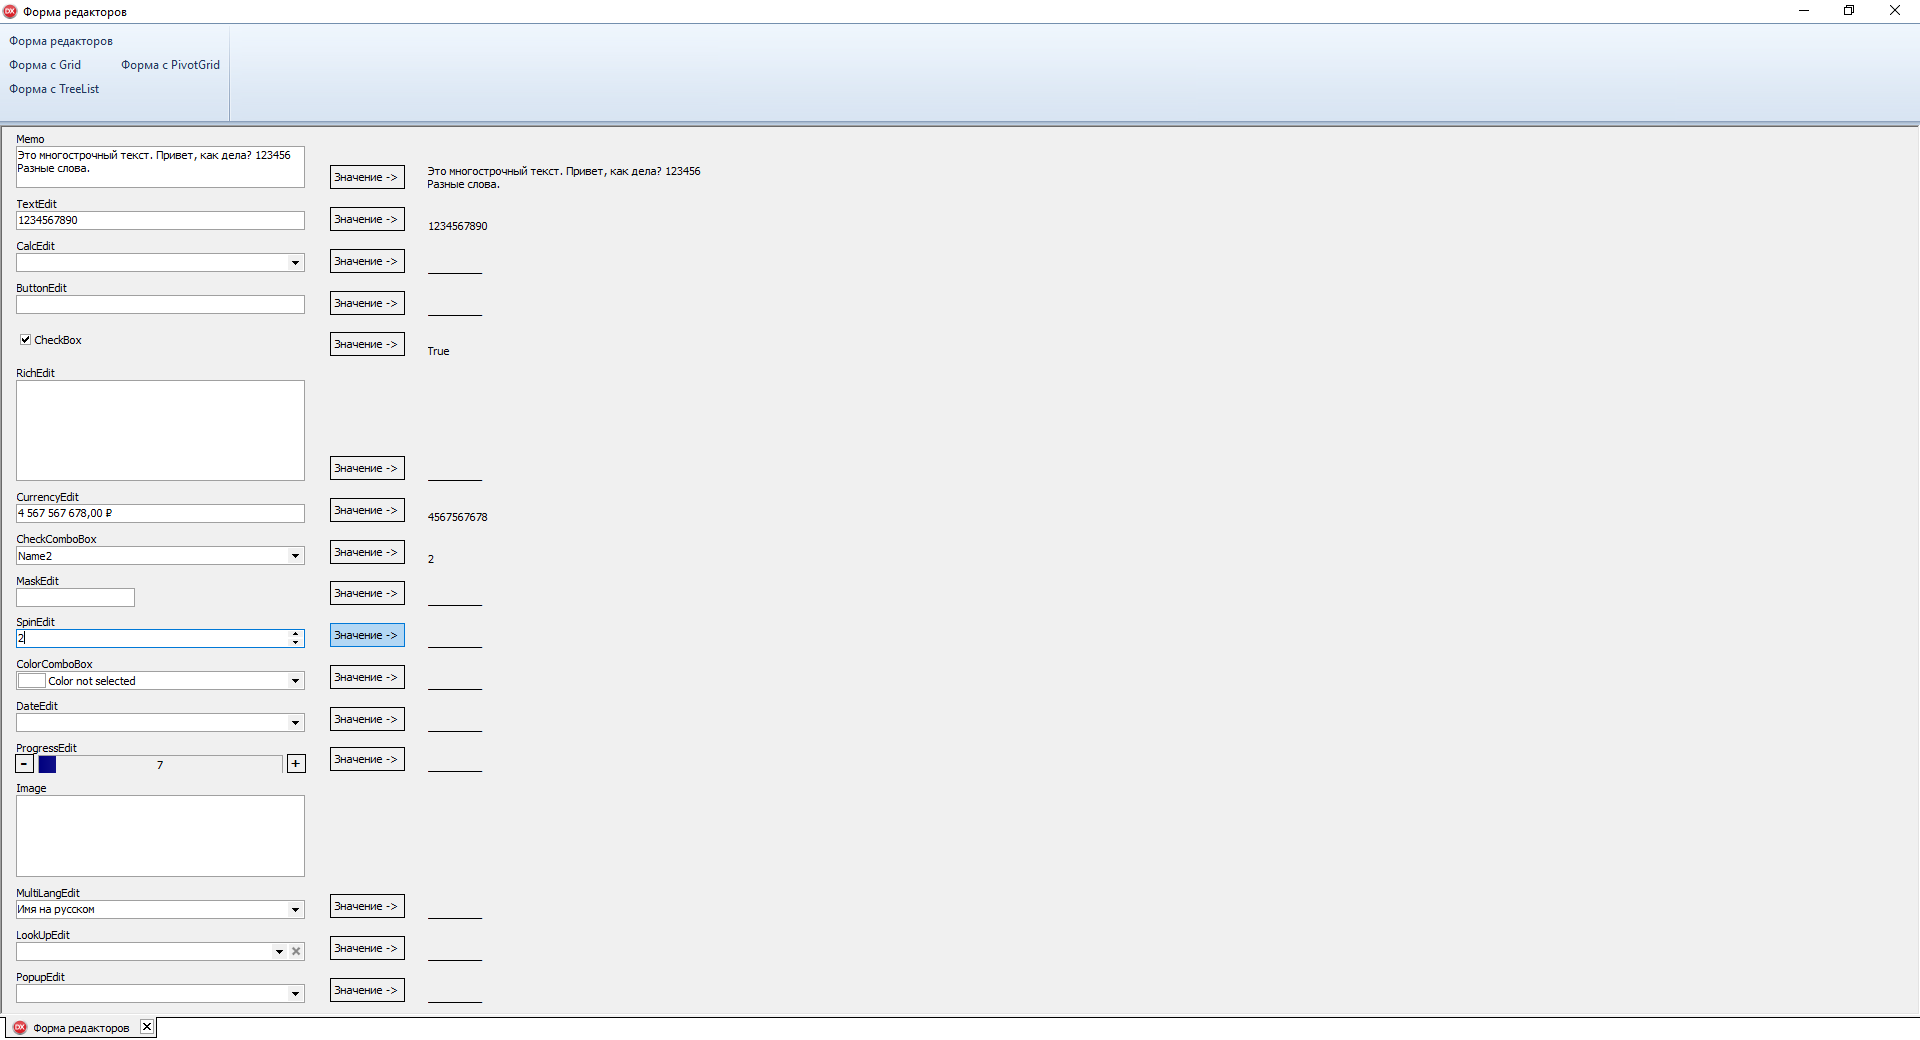 Форма редакторов
Форма редакторов
Форма с Grid
Форма с PivotGrid
Форма с TreeList
Memo
Это многострочный текст. Привет, как дела? 123456
Разные слова.
Значение ->
Это многострочный текст. Привет, как дела? 123456
Разные слова.
TextEdit
1234567890
Значение ->
1234567890
CalcEdit
Значение ->
ButtonEdit
Значение ->
CheckBox
Значение ->
True
RichEdit
Значение ->
CurrencyEdit
4 567 567 678,00 ₽
Значение ->
4567567678
CheckComboBox
Name2
Значение ->
2
MaskEdit
Значение ->
SpinEdit
2
Значение ->
ColorComboBox
Color not selected
Значение ->
DateEdit
Значение ->
ProgressEdit
- 7 +
Значение ->
Image
MultiLangEdit
Имя на русском
Значение ->
LookUpEdit
Значение ->
PopupEdit
Значение ->
DX Форма редакторов